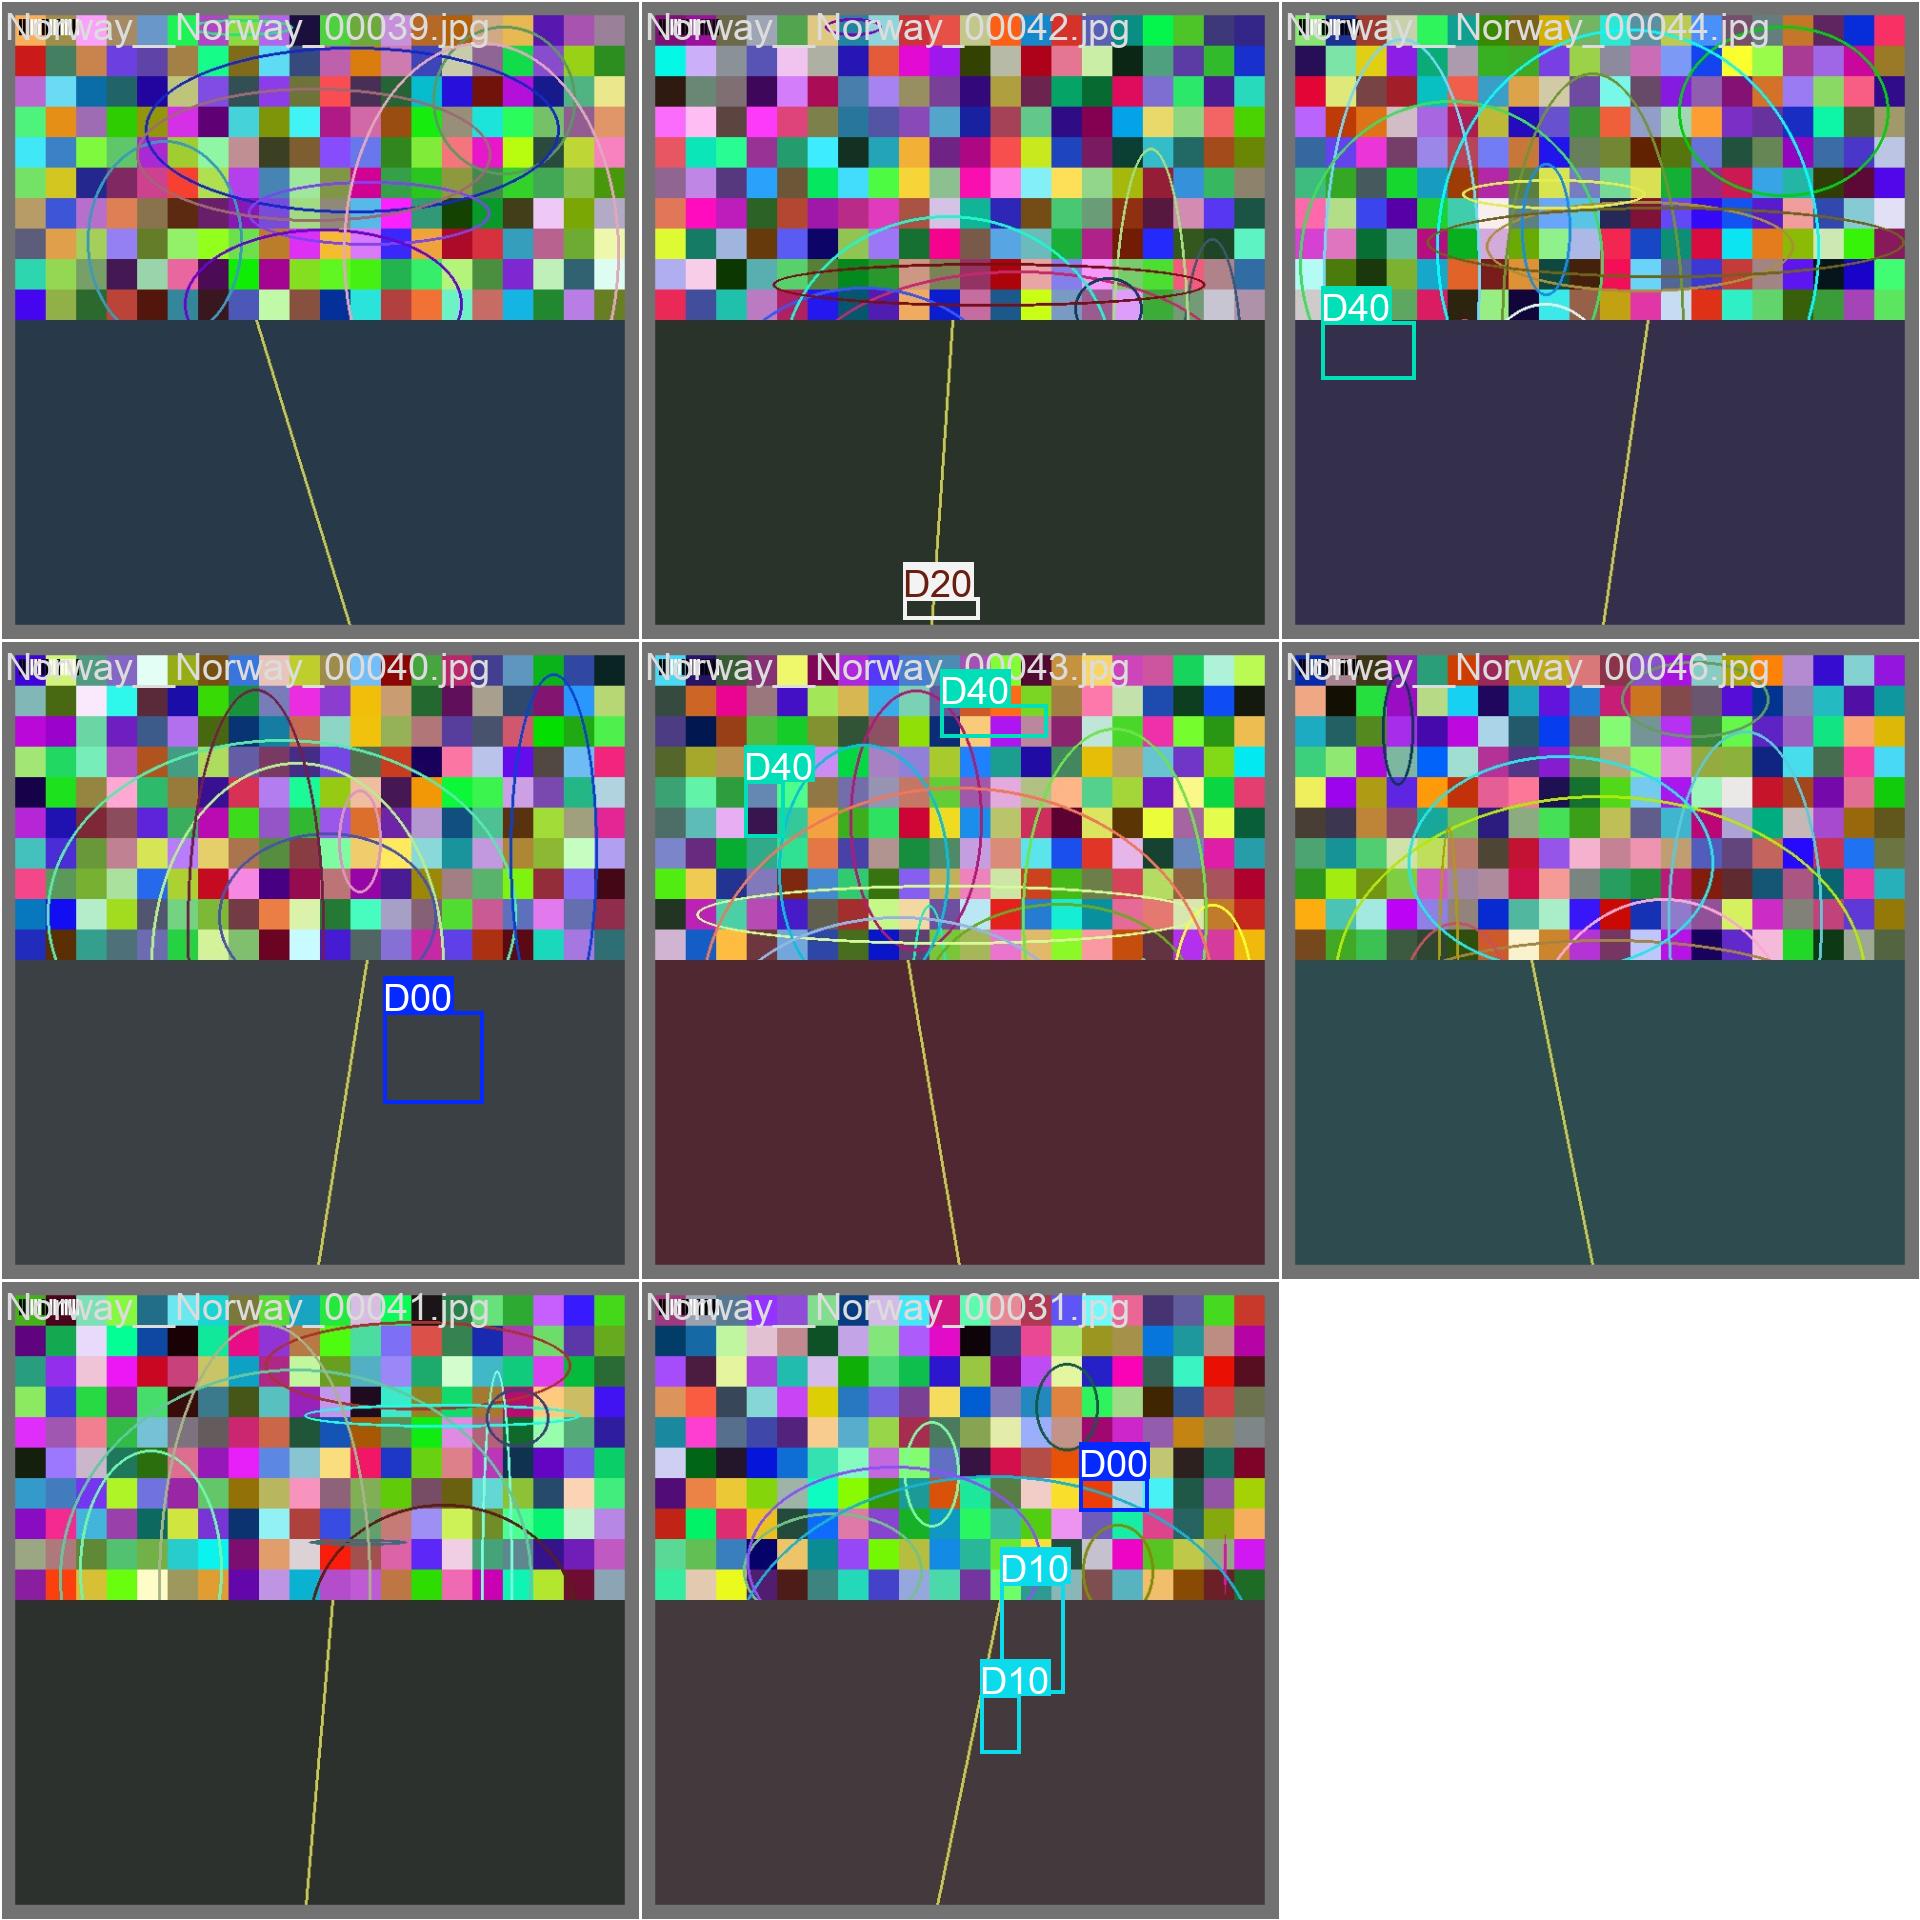 Norway__Norway_00039.jpg
Norway__Norway_00042.jpg
Norway__Norway_00044.jpg
D40
D20
Norway__Norway_00040.jpg
Norway__Norway_00043.jpg
Norway__Norway_00046.jpg
D40
D40
D00
Norway__Norway_00041.jpg
Norway__Norway_00031.jpg
D00
D10
D10